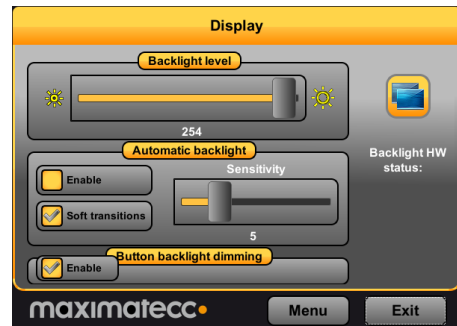 Display
Backlight level
254
Automatic backlight
Enable
Sensitivity
Soft transitions
5
Button backlight dimming
Enable
Backlight HW
status:
maximatecc
Menu
Exit